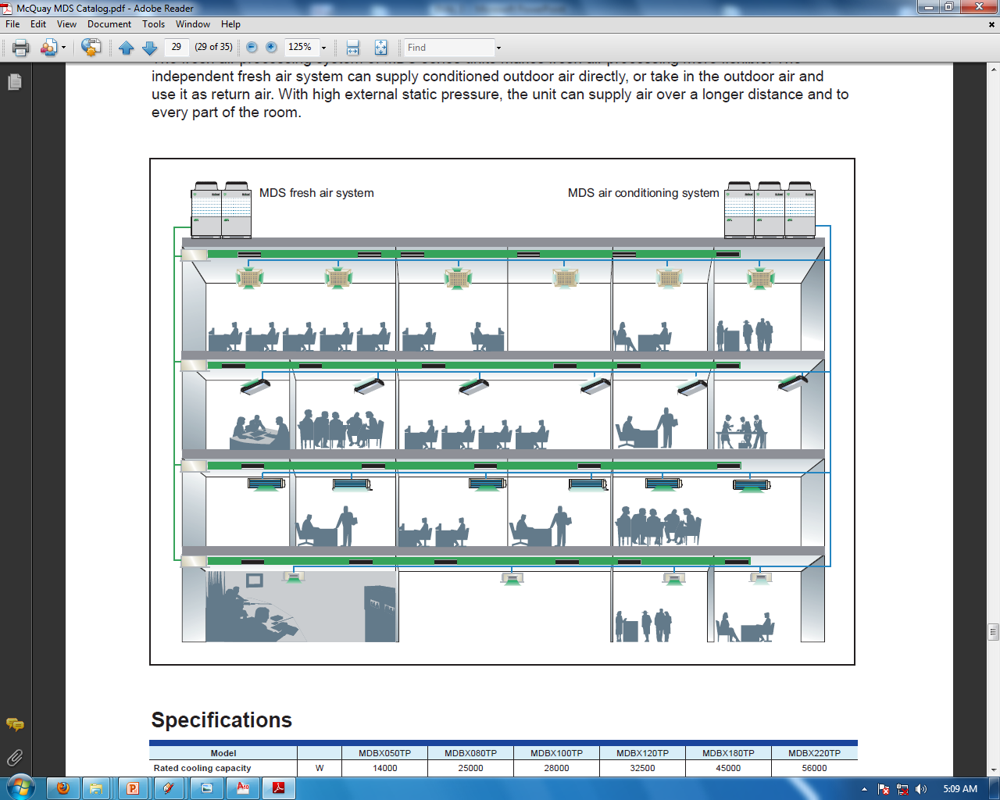 McQuay MDS Catalog.pdf - Adobe Reader
File Edit View Document Tools Window Help
29 (29 of 35) 125% Find
independent fresh air system can supply conditioned outdoor air directly, or take in the outdoor air and
use it as return air. With high external static pressure, the unit can supply air over a longer distance and to
every part of the room.
MDS fresh air system
MDS air conditioning system
Specifications
Model MDBX050TP MDBX080TP MDBX100TP MDBX120TP MDBX180TP MDBX220TP
Rated cooling capacity W 14000 25000 28000 32500 45000 56000
5:09 AM